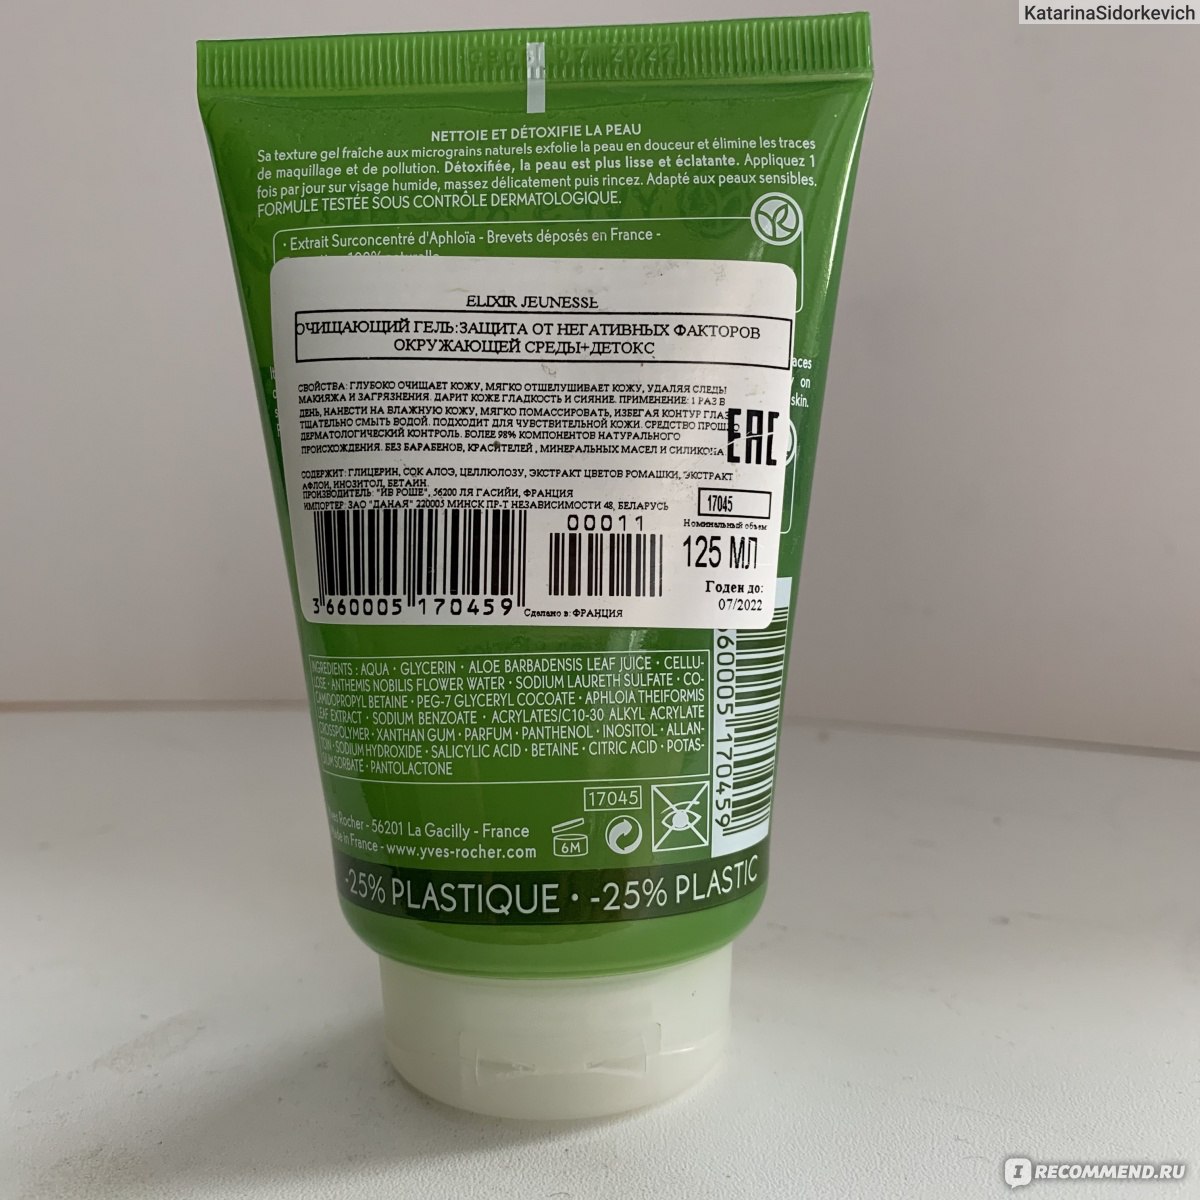 KatarinaSidorkevich
07 2022
NETTOIE ET DÉTOXIFIE LA PEAU
Sa texture gel fraîche aux micrograins naturels exfolie la peau en douceur et élimine les traces
de maquillage et de pollution. Détoxifiée, la peau est plus lisse et éclatante. Appliquez 1
fois par jour sur visage humide, massez délicatement puis rincez. Adapté aux peaux sensibles.
FORMULE TESTÉE SOUS CONTRÔLE DERMATOLOGIQUE.
• Extrait Surconcentré d'Aphloïa - Brevets déposés en France -
ELIXIR JEUNESSE
ОЧИЩАЮЩИЙ ГЕЛЬ:ЗАЩИТА ОТ НЕГАТИВНЫХ ФАКТОРОВ
ОКРУЖАЮЩЕЙ СРЕДЫ+ДЕТОКС
СВОЙСТВА: ГЛУБОКО ОЧИЩАЕТ КОЖУ, МЯГКО ОТШЕЛУШИВАЕТ КОЖУ, УДАЛЯЯ СЛЕДЫ
МАКИЯЖА И ЗАГРЯЗНЕНИЯ. ДАРИТ КОЖЕ ГЛАДКОСТЬ И СИЯНИЕ. ПРИМЕНЕНИЕ: 1 РАЗ В
ДЕНЬ, НАНЕСТИ НА ВЛАЖНУЮ КОЖУ, МЯГКО ПОМАССИРОВАТЬ, ИЗБЕГАЯ КОНТУР ГЛАЗ
ТЩАТЕЛЬНО СМЫТЬ ВОДОЙ. ПОДХОДИТ ДЛЯ ЧУВСТВИТЕЛЬНОЙ КОЖИ. СРЕДСТВО ПРОШЛО
ДЕРМАТОЛОГИЧЕСКИЙ КОНТРОЛЬ. БОЛЕЕ 98% КОМПОНЕНТОВ НАТУРАЛЬНОГО
ПРОИСХОЖДЕНИЯ. БЕЗ ПАРАБЕНОВ, КРАСИТЕЛЕЙ , МИНЕРАЛЬНЫХ МАСЕЛ И СИЛИКОНА
EAC
СОДЕРЖИТ: ГЛИЦЕРИН, СОК АЛОЭ, ЦЕЛЛЮЛОЗУ, ЭКСТРАКТ ЦВЕТОВ РОМАШКИ, ЭКСТРАКТ
АФЛОИ, ИНОЗИТОЛ, БЕТАИН.
ПРОИЗВОДИТЕЛЬ: "ИВ РОШЕ", 56200 ЛЯ ГАСИЙИ, ФРАНЦИЯ
ИМПОРТЕР: ЗАО "ДАНАЯ" 220005 МИНСК ПР-Т НЕЗАВИСИМОСТИ 48, БЕЛАРУСЬ
17045
Номинальный объем
125 МЛ
Годен до:
07/2022
00011
3 660005 170459
Сделано в: ФРАНЦИЯ
aces
on
skin.
INGREDIENTS : AQUA • GLYCERIN • ALOE BARBADENSIS LEAF JUICE • CELLU-
LOSE • ANTHEMIS NOBILIS FLOWER WATER • SODIUM LAURETH SULFATE • CO-
CAMIDOPROPYL BETAINE • PEG-7 GLYCERYL COCOATE • APHLOIA THEIFORMIS
LEAF EXTRACT • SODIUM BENZOATE • ACRYLATES/C10-30 ALKYL ACRYLATE
CROSSPOLYMER • XANTHAN GUM • PARFUM • PANTHENOL • INOSITOL • ALLAN-
TOIN • SODIUM HYDROXIDE • SALICYLIC ACID • BETAINE • CITRIC ACID • POTAS-
SIUM SORBATE • PANTOLACTONE
17045
Yves Rocher - 56201 La Gacilly - France
Made in France - www.yves-rocher.com
6M
660005 170459
-25% PLASTIQUE • -25% PLASTIC
IRECOMMEND.RU